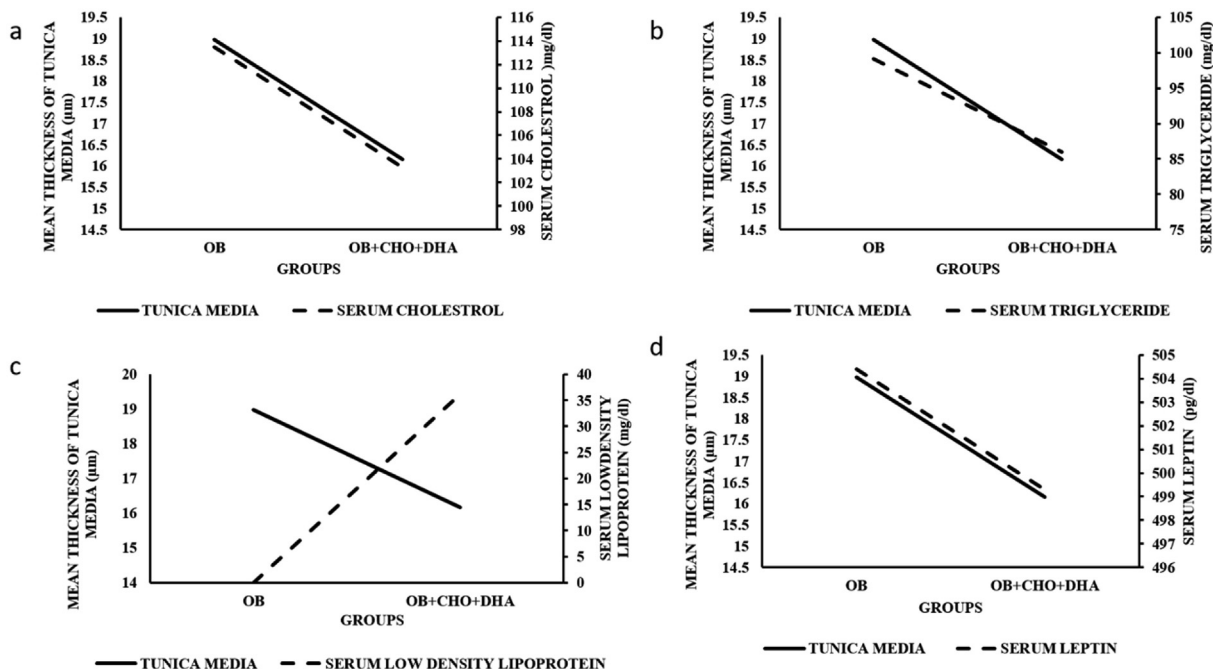 a
MEAN THICKNESS OF TUNICA
MEDIA (µm)
19.5
19
18.5
18
17.5
17
16.5
16
15.5
15
14.5
116
114
112
110
108
106
104
102
100
98
SERUM CHOLESTROL )mg/dl)
OB
OB+CHO+DHA
GROUPS
TUNICA MEDIA
SERUM CHOLESTROL
b
MEAN THICKNESS OF TUNICA
MEDIA (µm)
19.5
19
18.5
18
17.5
17
16.5
16
15.5
15
14.5
105
100
95
90
85
80
75
SERUM TRIGLYCERIDE (mg/dl)
OB
OB+CHO+DHA
GROUPS
TUNICA MEDIA
SERUM TRIGLYCERIDE
c
MEAN THICKNESS OF TUNICA
MEDIA (µm)
20
19
18
17
16
15
14
40
35
30
25
20
15
10
5
0
SERUM LOWDENSITY
LIPOPROTEIN (mg/dl)
OB
OB+CHO+DHA
GROUPS
TUNICA MEDIA
SERUM LOW DENSITY LIPOPROTEIN
d
MEAN THICKNESS OF TUNICA
MEDIA (µm)
19.5
19
18.5
18
17.5
17
16.5
16
15.5
15
14.5
505
504
503
502
501
500
499
498
497
496
SERUM LEPTIN (pg/dl)
OB
OB+CHO+DHA
GROUPS
TUNICA MEDIA
SERUM LEPTIN